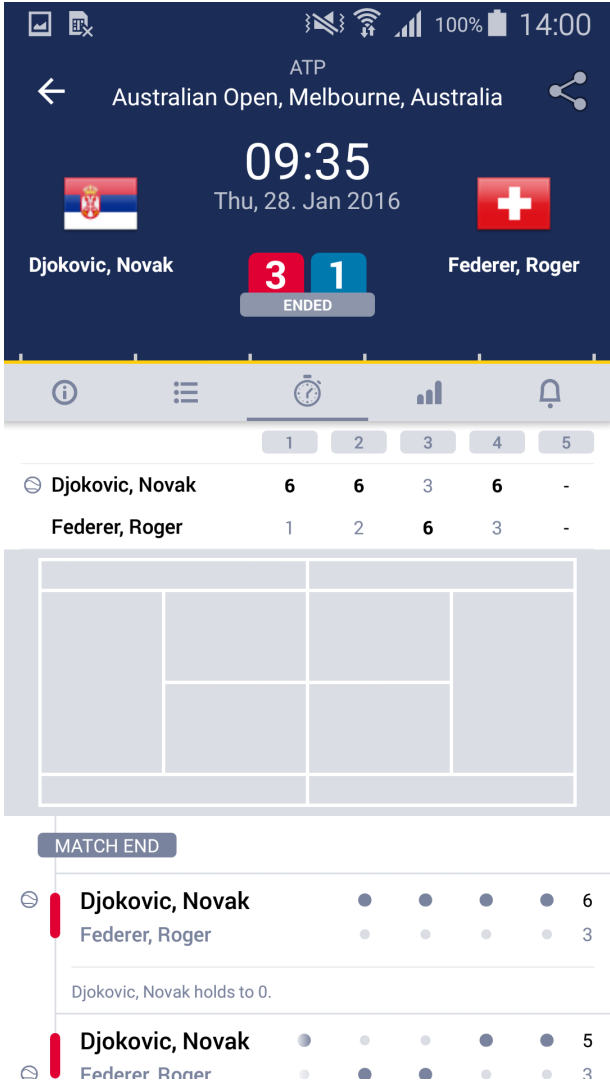 100% 14:00
ATP
Australian Open, Melbourne, Australia
09:35
Thu, 28. Jan 2016
Djokovic, Novak
3 1
Federer, Roger
ENDED
1 2 3 4 5
Djokovic, Novak 6 6 3 6 -
Federer, Roger 1 2 6 3 -
MATCH END
Djokovic, Novak 6
Federer, Roger 3
Djokovic, Novak holds to 0.
Djokovic, Novak 5
Federer, Roger 3